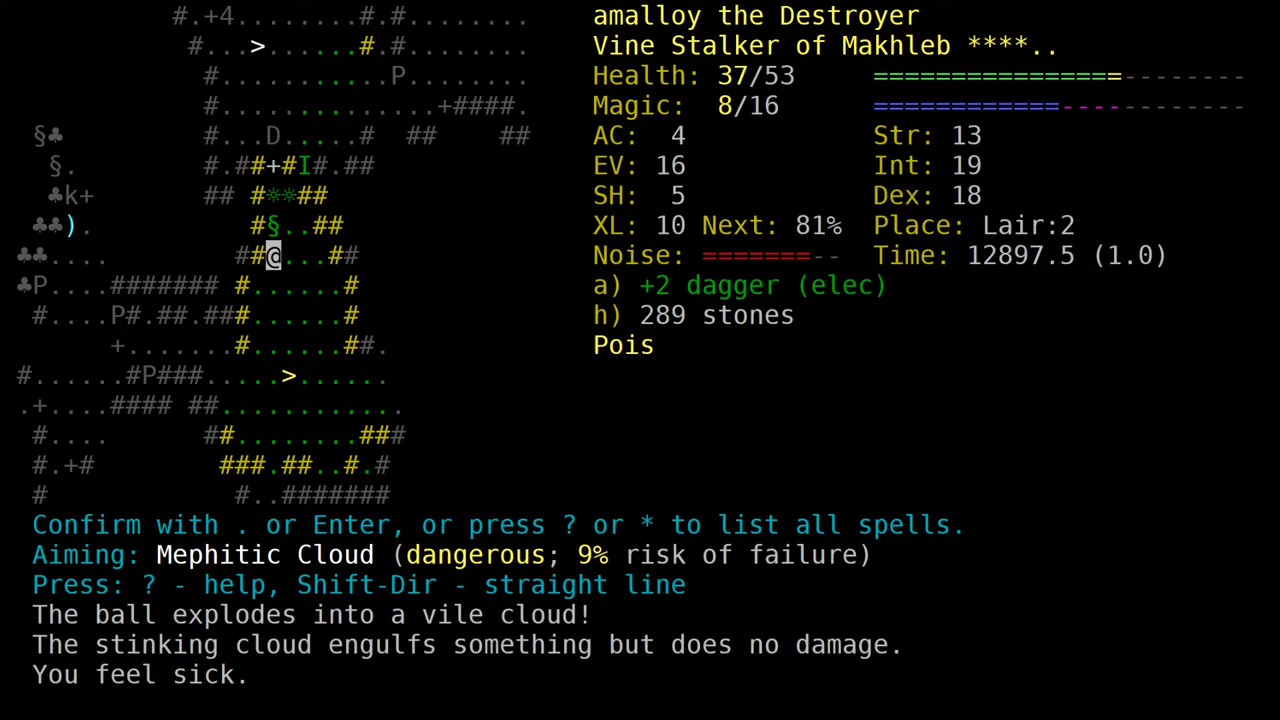 #.+4........#.#........
#...>.......#.#........
#...........P........
#..............+####.
§♣ #...D.....#  ##    ##
§. #.##+#I#.##
♣k+ ## #☼☼##
♣♣). #§..##
♣♣.... ##@...##
♣P....####### #......#
#....P#.##.###......#
+.......#......##.
#......#P###.....>......
.+....#### ##............
#.... ##........###
#.+## ###.##..#.#
# #..#######
amalloy the Destroyer
Vine Stalker of Makhleb ****..
Health: 37/53 ================--------
Magic: 8/16 ============------------
AC: 4 Str: 13
EV: 16 Int: 19
SH: 5 Dex: 18
XL: 10 Next: 81% Place: Lair:2
Noise: =======-- Time: 12897.5 (1.0)
a) +2 dagger (elec)
h) 289 stones
Pois
Confirm with . or Enter, or press ? or * to list all spells.
Aiming: Mephitic Cloud (dangerous; 9% risk of failure)
Press: ? - help, Shift-Dir - straight line
The ball explodes into a vile cloud!
The stinking cloud engulfs something but does no damage.
You feel sick.